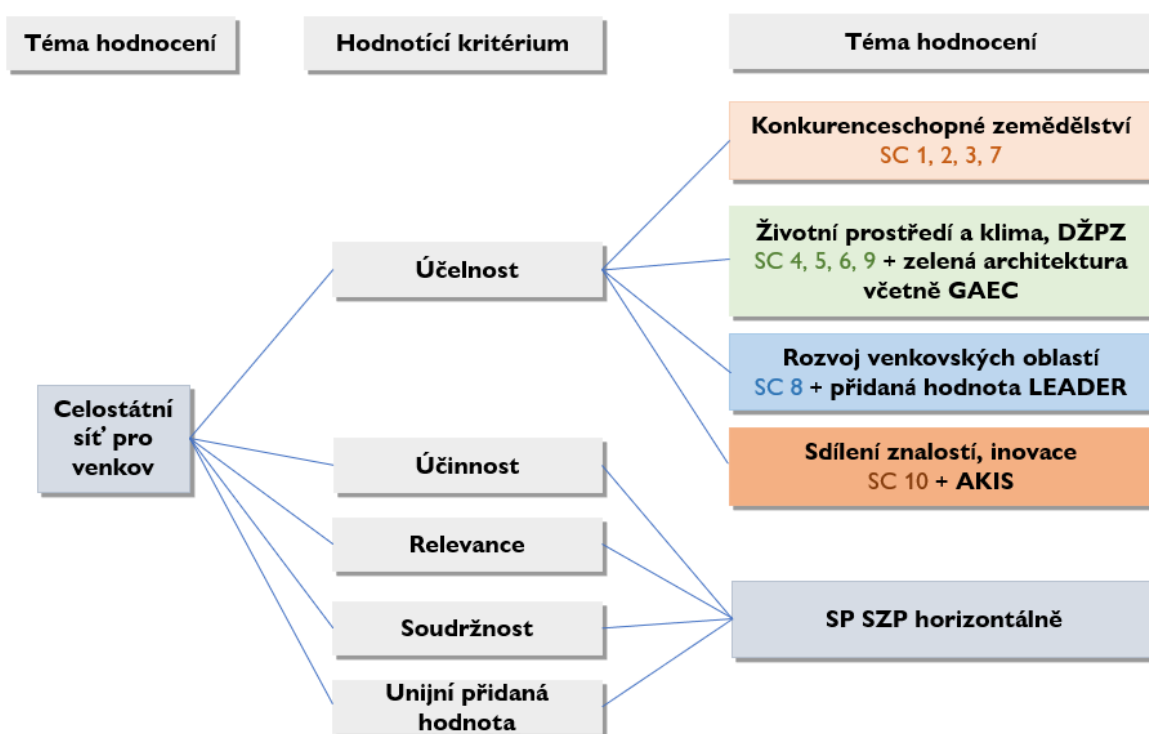 Téma hodnocení
Hodnotící kritérium
Téma hodnocení
Konkurenceschopné zemědělství
SC 1, 2, 3, 7
Životní prostředí a klima, DŽPZ
SC 4, 5, 6, 9 + zelená architektura
včetně GAEC
Účelnost
Rozvoj venkovských oblastí
SC 8 + přidaná hodnota LEADER
Celostátní
síť pro
venkov
Sdílení znalostí, inovace
SC 10 + AKIS
Účinnost
Relevance
Soudržnost
SP SZP horizontálně
Unijní přidaná
hodnota